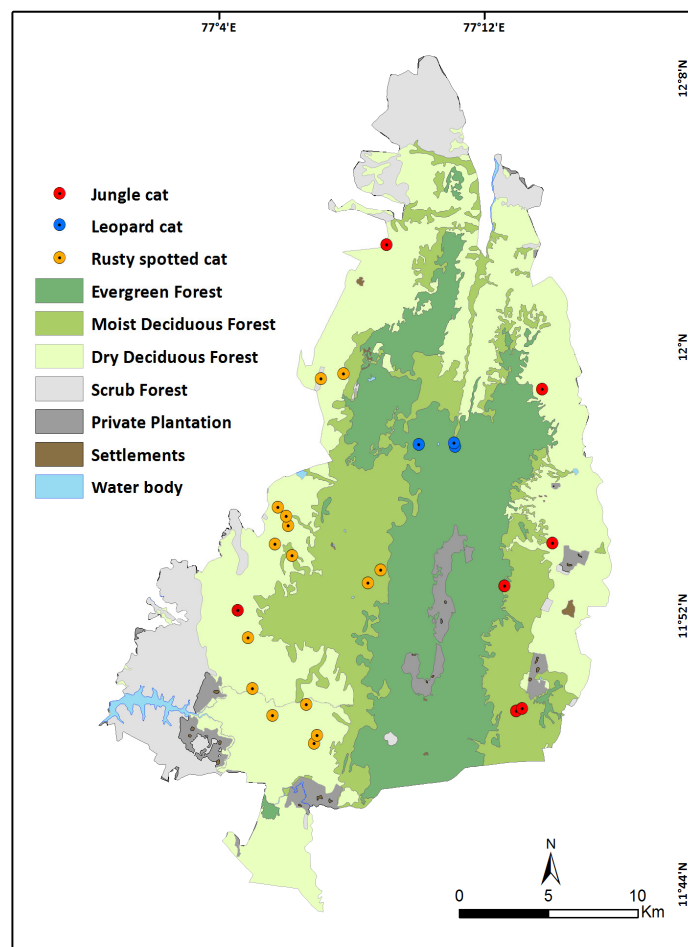 77°4'E
77°12'E
12°8'N
Jungle cat
Leopard cat
Rusty spotted cat
Evergreen Forest
Moist Deciduous Forest
Dry Deciduous Forest
Scrub Forest
Private Plantation
Settlements
Water body
12°N
11°52'N
11°44'N
N
0 5 10
Km